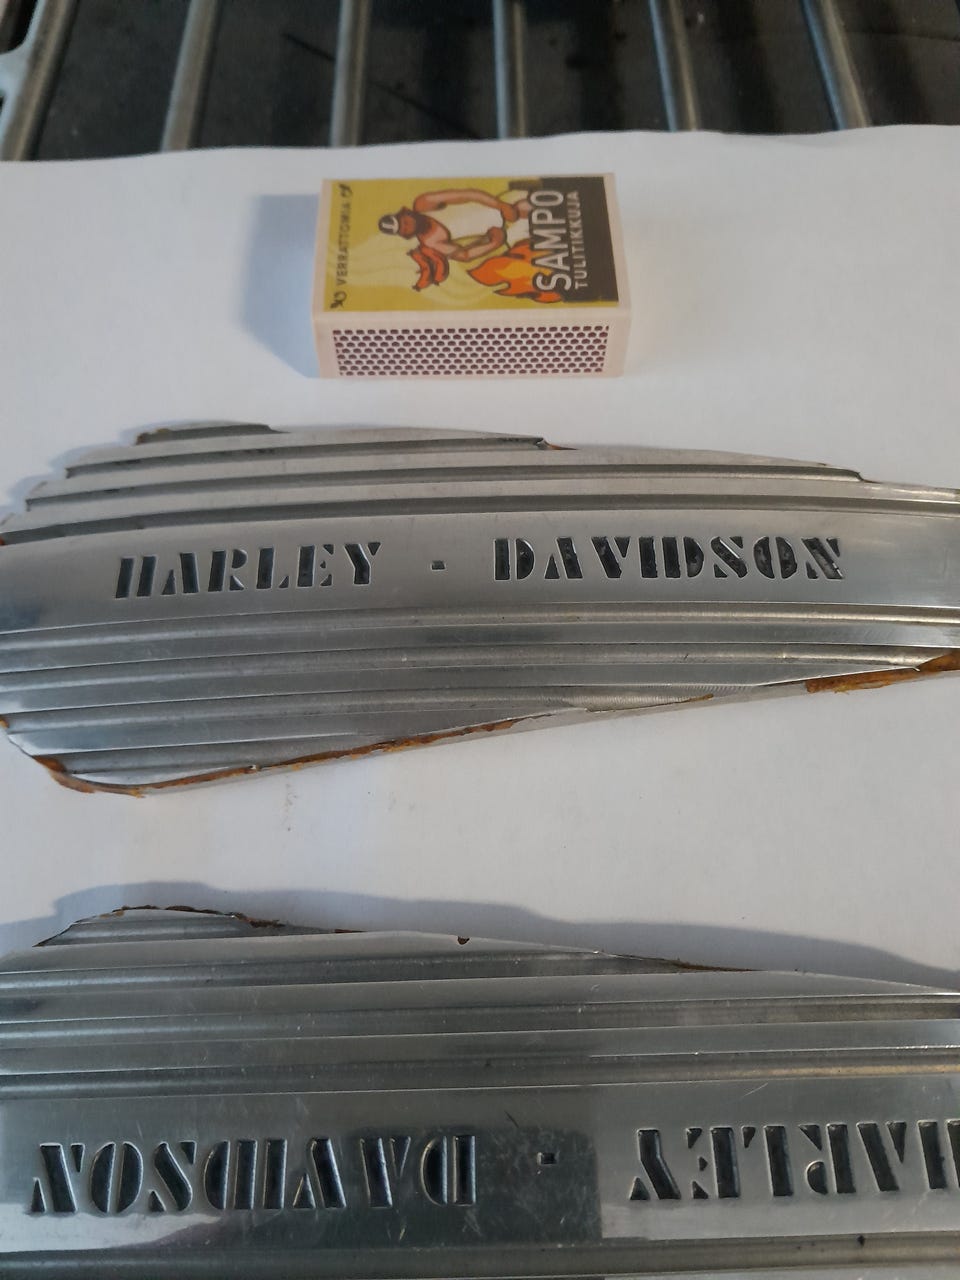 VERRATTOMIA
SAMPO
TULITIKKUJA
HARLEY - DAVIDSON
HARLEY - DAVIDSON